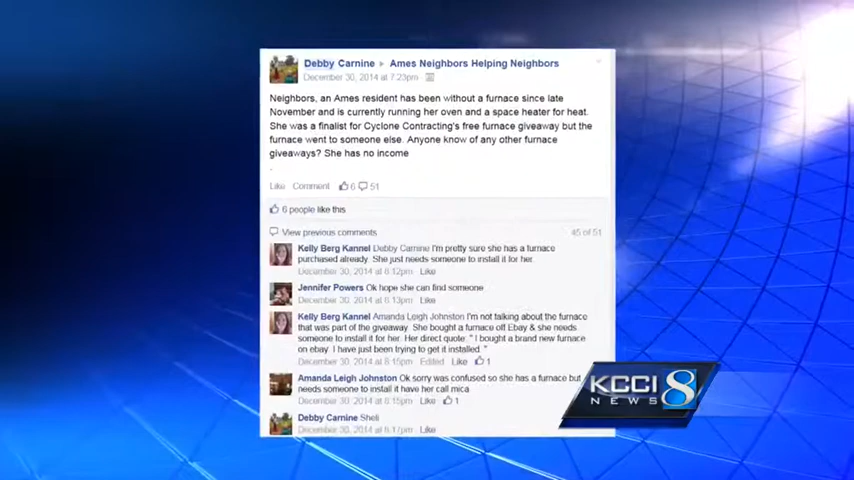 Debby Carnine ▸ Ames Neighbors Helping Neighbors
December 30, 2014 at 7:23pm
Neighbors, an Ames resident has been without a furnace since late
November and is currently running her oven and a space heater for heat.
She was a finalist for Cyclone Contracting's free furnace giveaway but the
furnace went to someone else. Anyone know of any other furnace
giveaways? She has no income
.
Like Comment 6 51
6 people like this
View previous comments 45 of 51
Kelly Berg Kannel Debby Carnine I'm pretty sure she has a furnace
purchased already. She just needs someone to install it for her.
December 30, 2014 at 8:12pm Like
Jennifer Powers Ok hope she can find someone
December 30, 2014 at 8:13pm Like
Kelly Berg Kannel Amanda Leigh Johnston I'm not talking about the furnace
that was part of the giveaway. She bought a furnace off Ebay & she needs
someone to install it for her. Her direct quote: " I bought a brand new furnace
on ebay. I have just been trying to get it installed. "
December 30, 2014 at 8:15pm Edited Like 1
Amanda Leigh Johnston Ok sorry was confused so she has a furnace but
needs someone to install it have her call mica
December 30, 2014 at 8:15pm Like 1
Debby Carnine Sheli
December 30, 2014 at 8:17pm Like
KCCI 8
NEWS